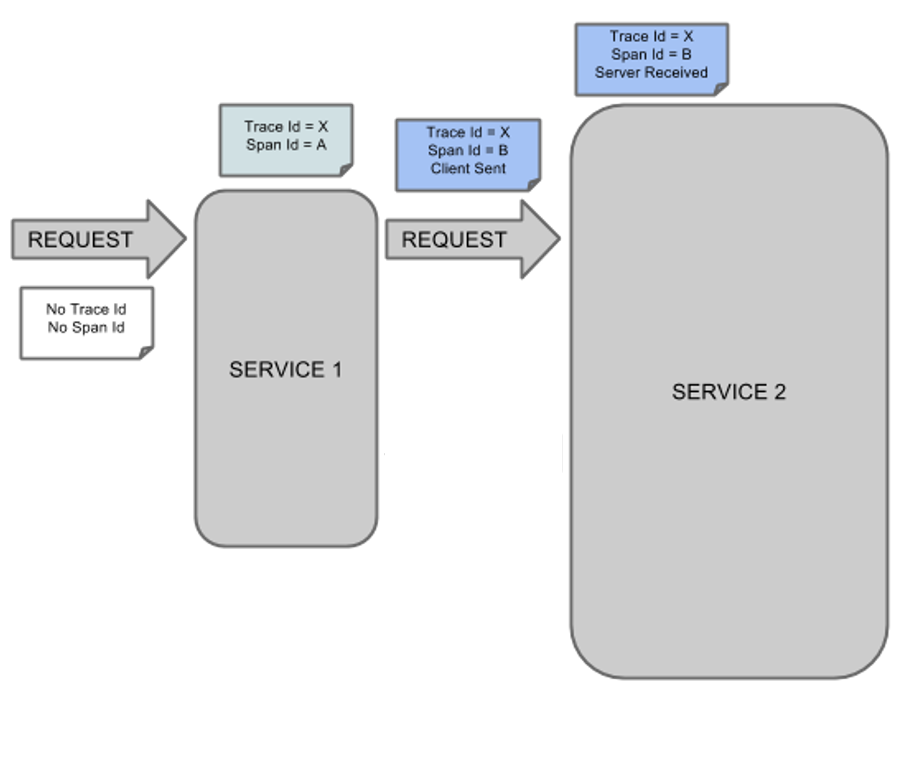 Trace Id = X
Span Id = B
Server Received
Trace Id = X
Span Id = A
Trace Id = X
Span Id = B
Client Sent
REQUEST
REQUEST
No Trace Id
No Span Id
SERVICE 1
SERVICE 2